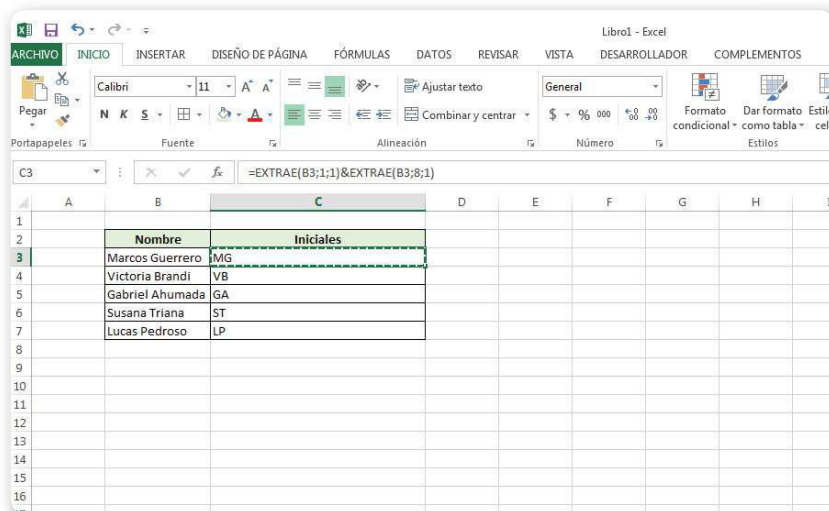 Libro1 - Excel
ARCHIVO INICIO INSERTAR DISEÑO DE PÁGINA FÓRMULAS DATOS REVISAR VISTA DESARROLLADOR COMPLEMENTOS
Calibri 11 A A Ajustar texto General
Pegar N K S A Combinar y centrar $ % 000 Formato condicional Dar formato como tabla
Portapapeles Fuente Alineación Número Estilos
C3 fx =EXTRAE(B3;1;1)&EXTRAE(B3;8;1)
A B C D E F G H
1
2 Nombre Iniciales
3 Marcos Guerrero MG
4 Victoria Brandi VB
5 Gabriel Ahumada GA
6 Susana Triana ST
7 Lucas Pedroso LP
8
9
10
11
12
13
14
15
16